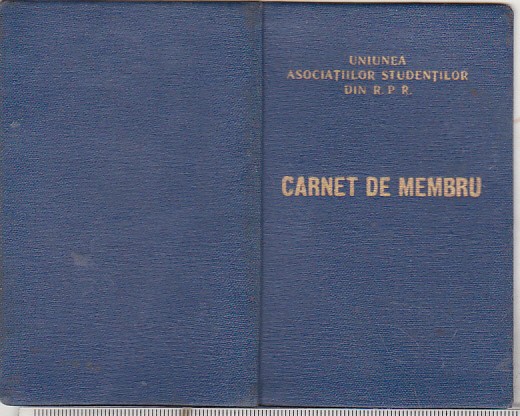 UNIUNEA
ASOCIAȚIILOR STUDENȚILOR
DIN R. P. R.
CARNET DE MEMBRU